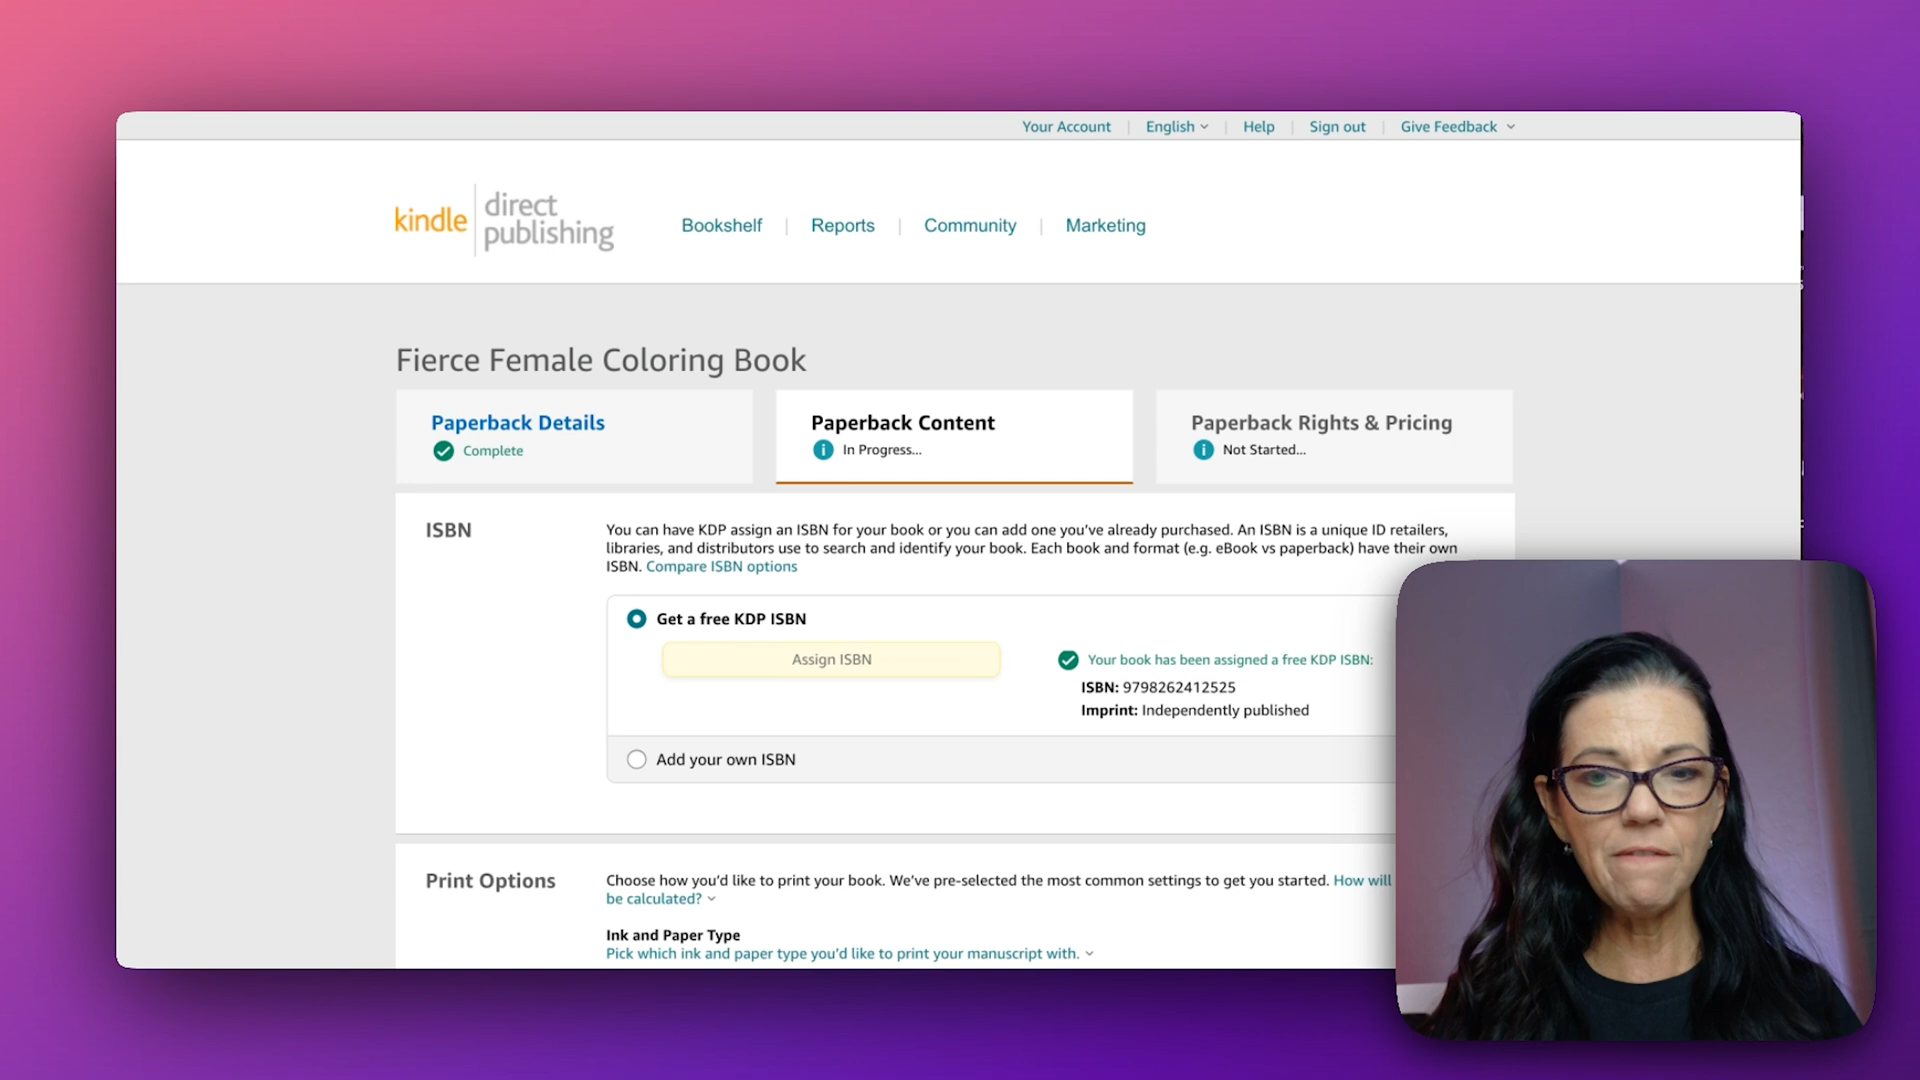 Your Account | English | Help | Sign out | Give Feedback
kindle direct publishing
Bookshelf | Reports | Community | Marketing
Fierce Female Coloring Book
Paperback Details
Complete
Paperback Content
In Progress...
Paperback Rights & Pricing
Not Started...
ISBN
You can have KDP assign an ISBN for your book or you can add one you've already purchased. An ISBN is a unique ID retailers,
libraries, and distributors use to search and identify your book. Each book and format (e.g. eBook vs paperback) have their own
ISBN. Compare ISBN options
Get a free KDP ISBN
Assign ISBN
Your book has been assigned a free KDP ISBN:
ISBN: 9798262412525
Imprint: Independently published
Add your own ISBN
Print Options
Choose how you'd like to print your book. We've pre-selected the most common settings to get you started. How will
be calculated?
Ink and Paper Type
Pick which ink and paper type you'd like to print your manuscript with.